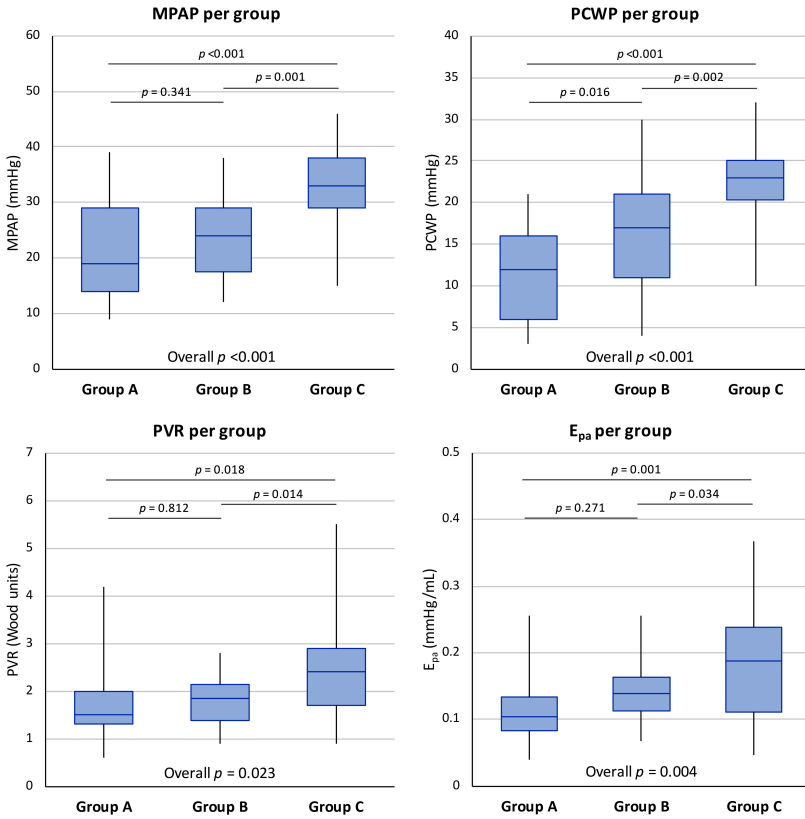 MPAP per group
60
50
40
30
20
10
0
MPAP (mmHg)
p <0.001
p = 0.341
p = 0.001
Overall p <0.001
Group A Group B Group C
PCWP per group
40
35
30
25
20
15
10
5
0
PCWP (mmHg)
p <0.001
p = 0.016
p = 0.002
Overall p <0.001
Group A Group B Group C
PVR per group
7
6
5
4
3
2
1
0
PVR (Wood units)
p = 0.018
p = 0.812
p = 0.014
Overall p = 0.023
Group A Group B Group C
Epa per group
0.5
0.4
0.3
0.2
0.1
0
Epa (mmHg/mL)
p = 0.001
p = 0.271
p = 0.034
Overall p = 0.004
Group A Group B Group C